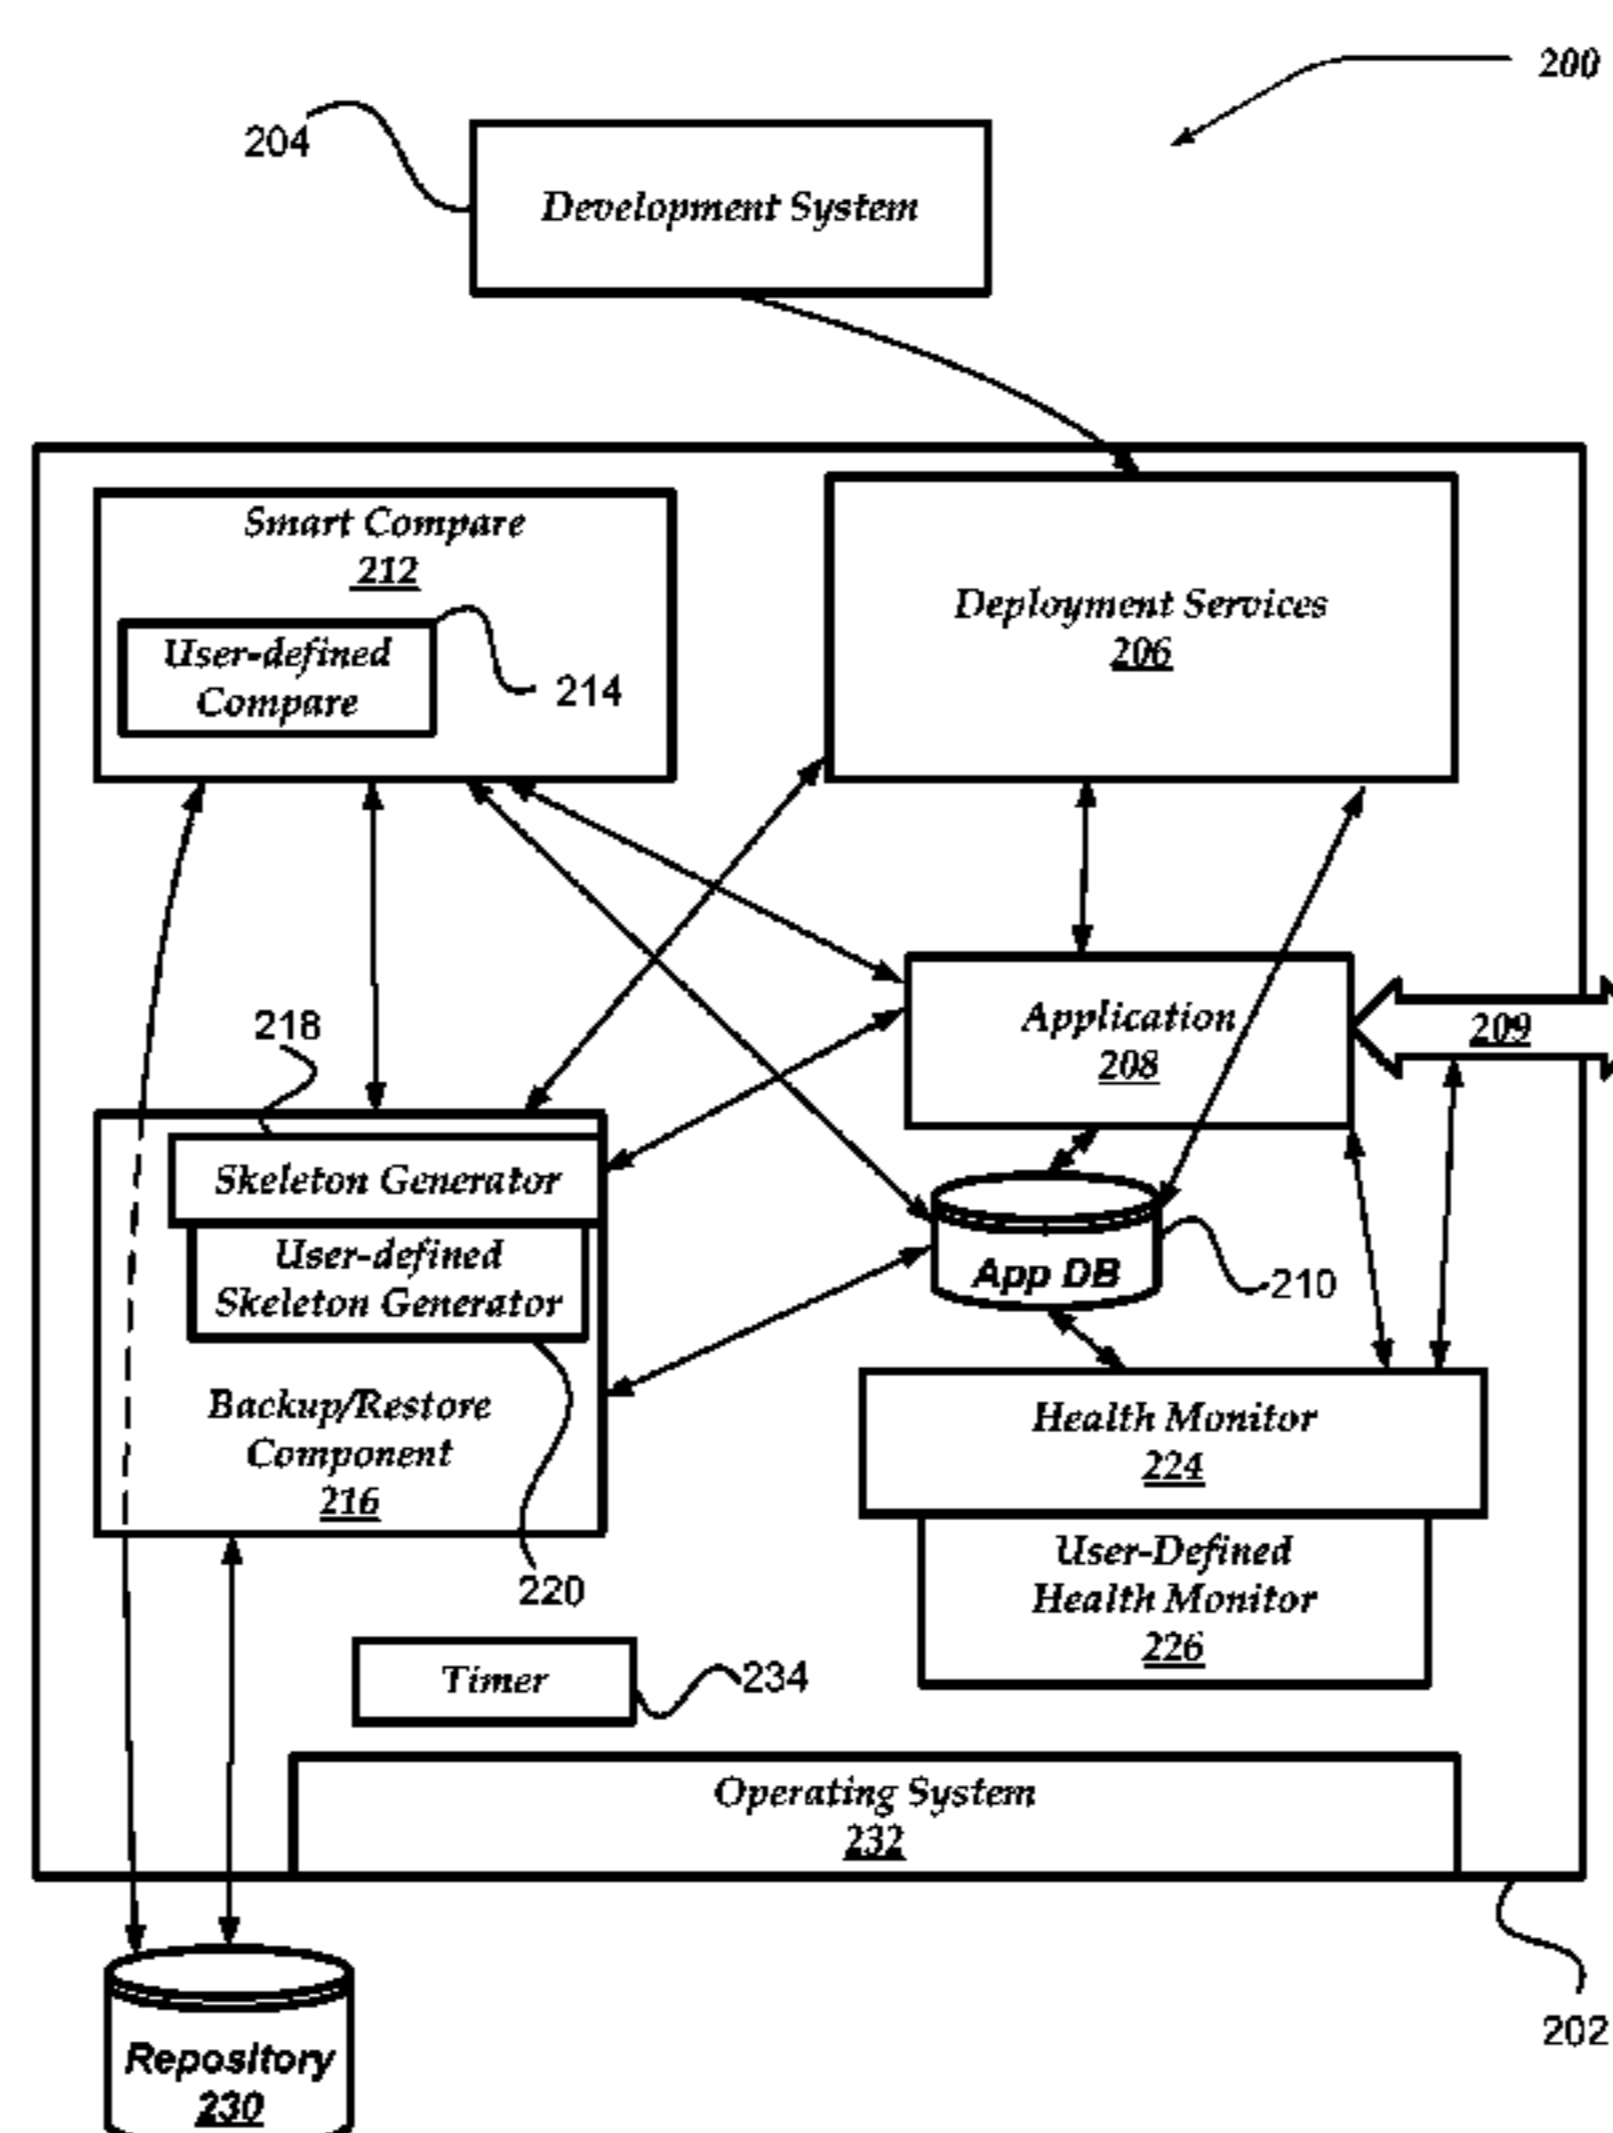 200
204
Development System
Smart Compare
212
User-defined
Compare
214
Deployment Services
206
218
Application
208
209
Skeleton Generator
User-defined
Skeleton Generator
App DB
210
Backup/Restore
Component
216
Health Monitor
224
220
User-Defined
Health Monitor
226
Timer
234
Operating System
232
202
Repository
230